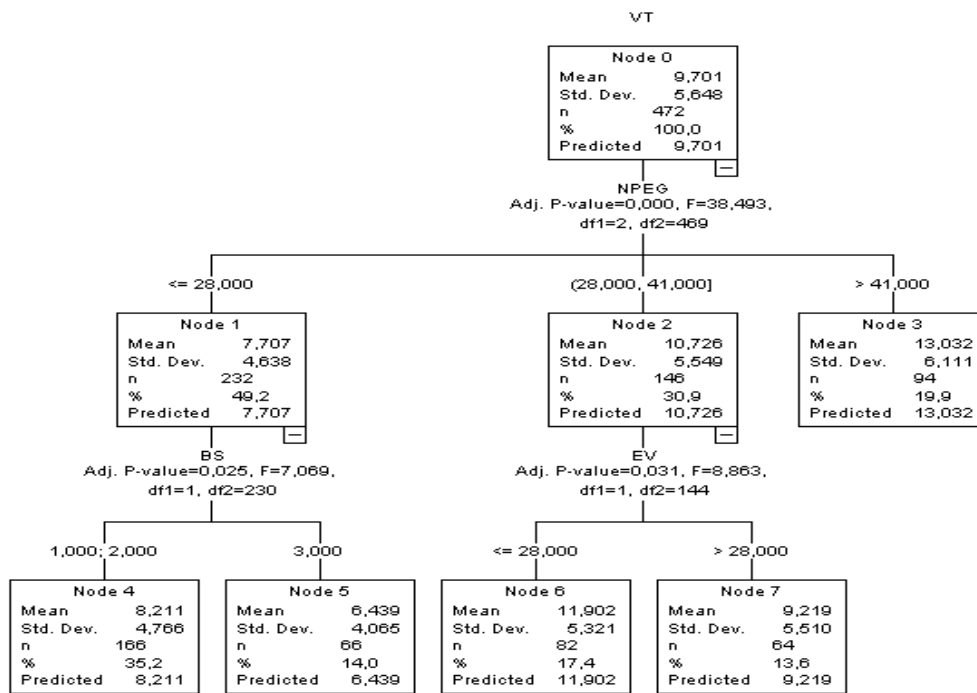 VT
Node 0
Mean 9,701
Std. Dev. 5,648
n 472
% 100,0
Predicted 9,701
NPEG
Adj. P-value=0,000, F=38,493,
df1=2, df2=469
<= 28,000
(28,000, 41,000]
> 41,000
Node 1
Mean 7,707
Std. Dev. 4,638
n 232
% 49,2
Predicted 7,707
Node 2
Mean 10,726
Std. Dev. 5,549
n 146
% 30,9
Predicted 10,726
Node 3
Mean 13,032
Std. Dev. 6,111
n 94
% 19,9
Predicted 13,032
BS
Adj. P-value=0,025, F=7,069,
df1=1, df2=230
EV
Adj. P-value=0,031, F=8,863,
df1=1, df2=144
1,000; 2,000
3,000
<= 28,000
> 28,000
Node 4
Mean 8,211
Std. Dev. 4,766
n 166
% 35,2
Predicted 8,211
Node 5
Mean 6,439
Std. Dev. 4,065
n 66
% 14,0
Predicted 6,439
Node 6
Mean 11,902
Std. Dev. 5,321
n 82
% 17,4
Predicted 11,902
Node 7
Mean 9,219
Std. Dev. 5,510
n 64
% 13,6
Predicted 9,219